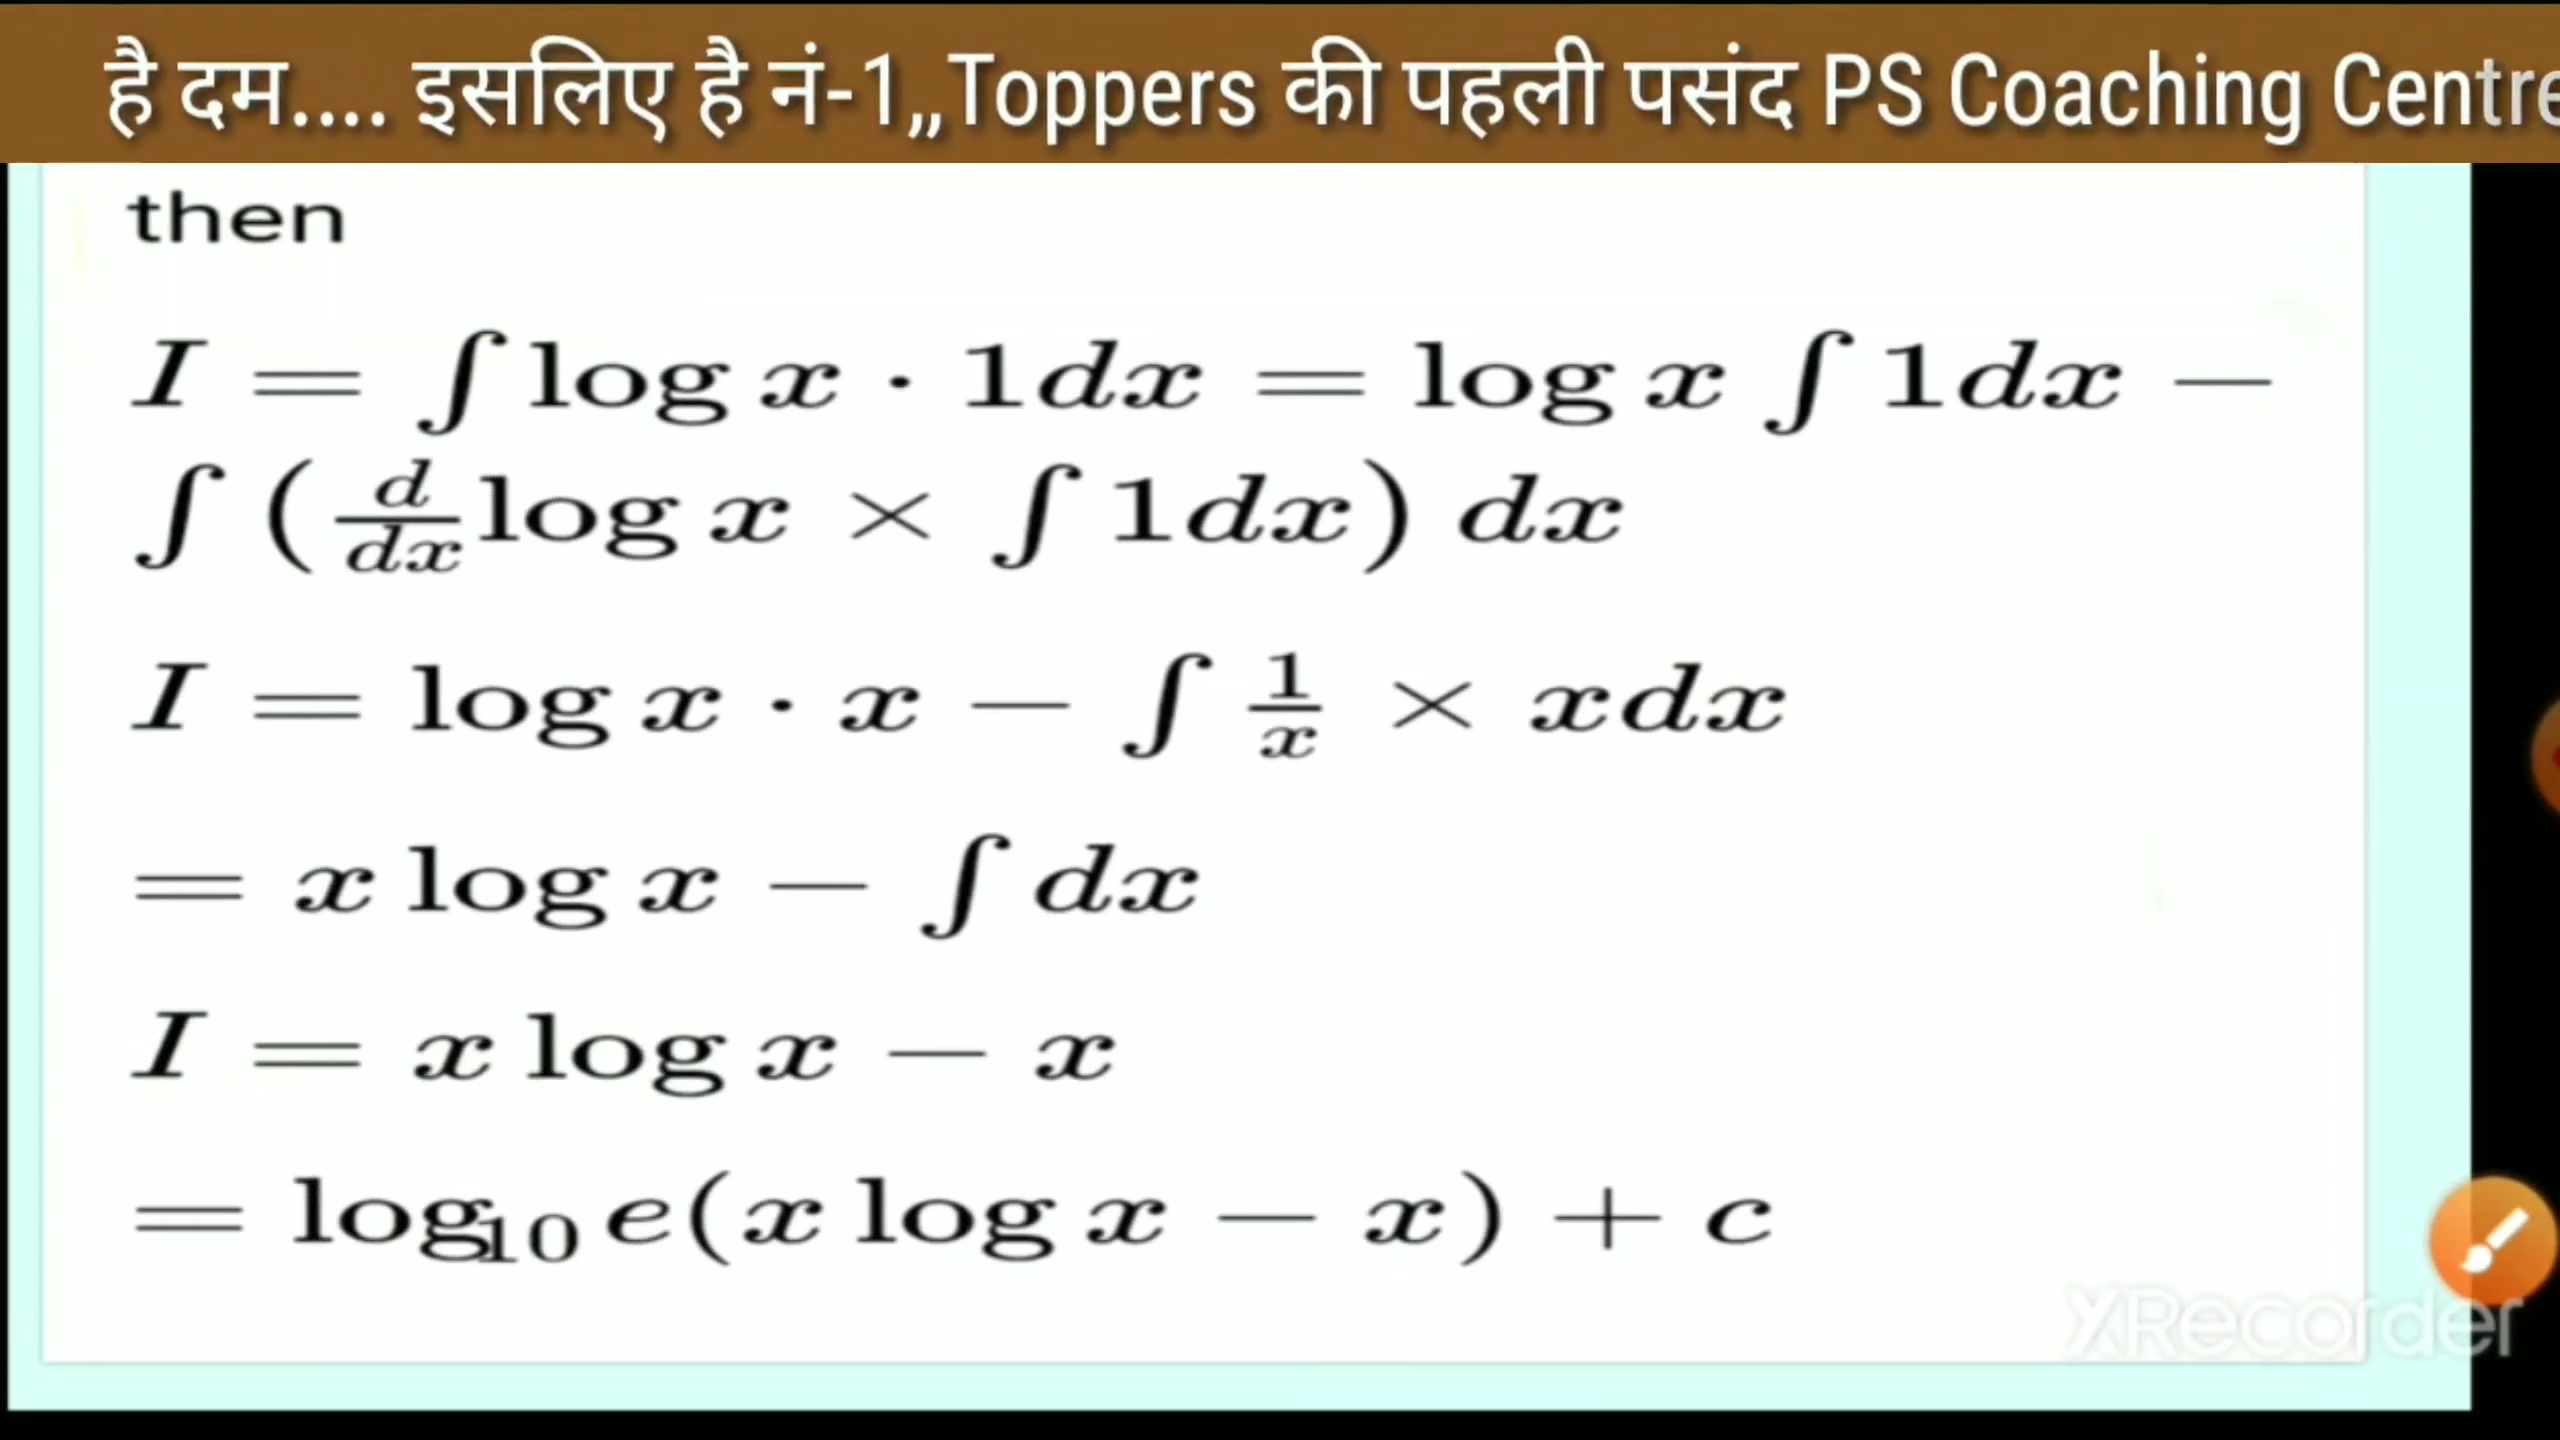 है दम.... इसलिए है नं-1,,Toppers की पहली पसंद PS Coaching Centre
then
I = ∫ log x · 1dx = log x ∫ 1dx −
∫ (d/dx log x × ∫ 1dx) dx
I = log x · x − ∫ 1/x × xdx
= x log x − ∫ dx
I = x log x − x
= log₁₀ e(x log x − x) + c
XRecorder